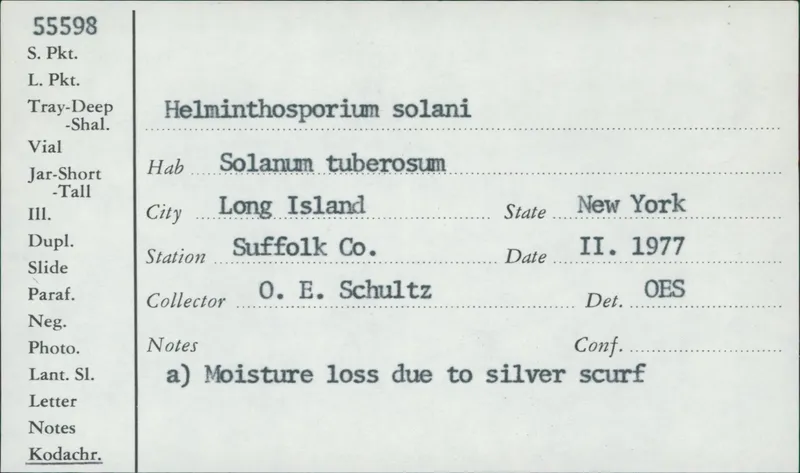 55598
S. Pkt.
L. Pkt.
Tray-Deep
-Shal.
Vial
Jar-Short
-Tall
Ill.
Dupl.
Slide
Paraf.
Neg.
Photo.
Lant. Sl.
Letter
Notes
Kodachr.
Helminthosporium solani
Hab Solanum tuberosum
City Long Island State New York
Station Suffolk Co. Date II. 1977
Collector O. E. Schultz Det. OES
Notes Conf.
a) Moisture loss due to silver scurf